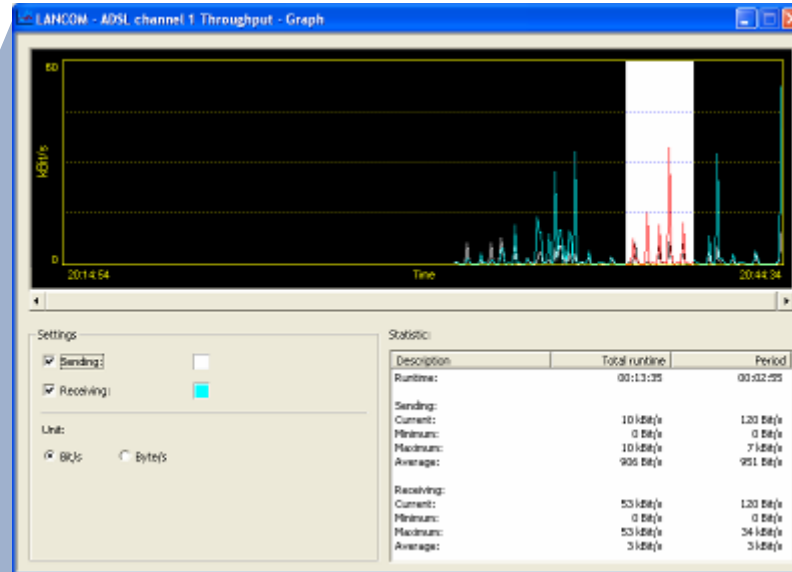 LANCOM - ADSL channel 1 Throughput - Graph
60
kBit/s
0
20:14:54 Time 20:44:34
Settings
Sending:
Receiving:
Unit:
Bit/s Byte/s
Statistic:
Description Total runtime Period
Runtime: 00:13:35 00:02:55
Sending:
Current: 10 kBit/s 120 Bit/s
Minimum: 0 Bit/s 0 Bit/s
Maximum: 10 kBit/s 7 kBit/s
Average: 906 Bit/s 951 Bit/s
Receiving:
Current: 53 kBit/s 120 Bit/s
Minimum: 0 Bit/s 0 Bit/s
Maximum: 53 kBit/s 34 kBit/s
Average: 3 kBit/s 3 kBit/s